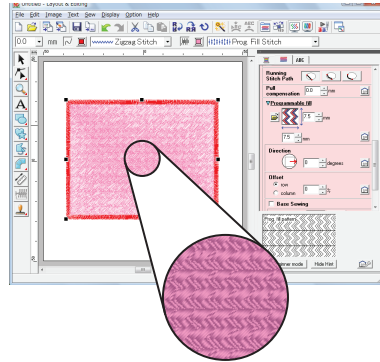 Untitled - Layout & Editing
File Edit Image Text Sew Display Option Help
0.0 mm Zigzag Stitch Prog. Fill Stitch
ABC
Running
Stitch Path
Pull
compensation 0.0 mm
Programmable fill
7.5 mm
7.5 mm
Direction
0 degrees
Offset
row
column 0
Base Sewing
Prog. fill pattern
Hide Hint